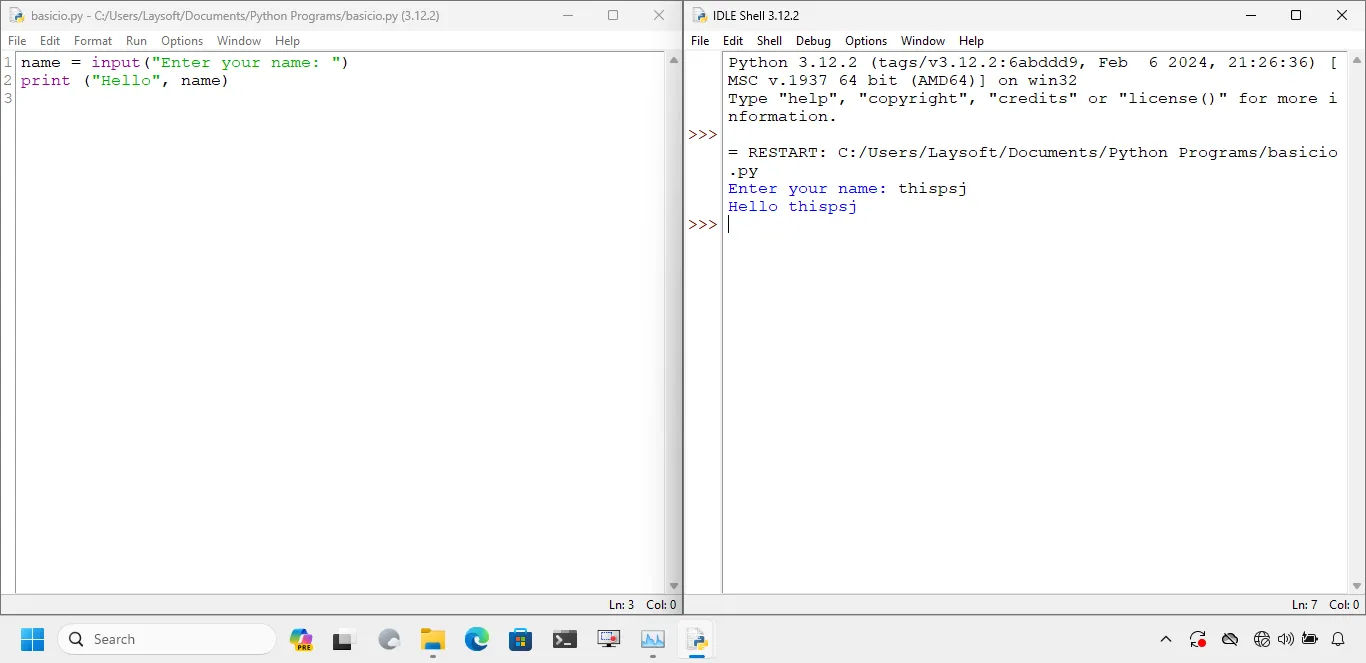 basicio.py - C:/Users/Laysoft/Documents/Python Programs/basicio.py (3.12.2)
File Edit Format Run Options Window Help
1 name = input("Enter your name: ")
2 print ("Hello", name)
3
Ln: 3 Col: 0
IDLE Shell 3.12.2
File Edit Shell Debug Options Window Help
Python 3.12.2 (tags/v3.12.2:6abddd9, Feb  6 2024, 21:26:36) [
MSC v.1937 64 bit (AMD64)] on win32
Type "help", "copyright", "credits" or "license()" for more i
nformation.
>>>
= RESTART: C:/Users/Laysoft/Documents/Python Programs/basicio
.py
Enter your name: thispsj
Hello thispsj
>>>
Ln: 7 Col: 0
Search
PRE